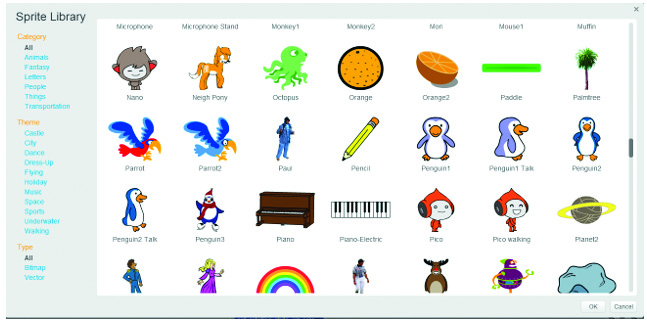 Sprite Library
×
Category
All
Animals
Fantasy
Letters
People
Things
Transportation
Theme
Castle
City
Dance
Dress-Up
Flying
Holiday
Music
Space
Sports
Underwater
Walking
Type
All
Bitmap
Vector
Microphone Microphone Stand Monkey1 Monkey2 Mori Mouse1 Muffin
Nano Neigh Pony Octopus Orange Orange2 Paddle Palmtree
Parrot Parrot2 Paul Pencil Penguin1 Penguin1 Talk Penguin2
Penguin2 Talk Penguin3 Piano Piano-Electric Pico Pico walking Planet2
OK Cancel